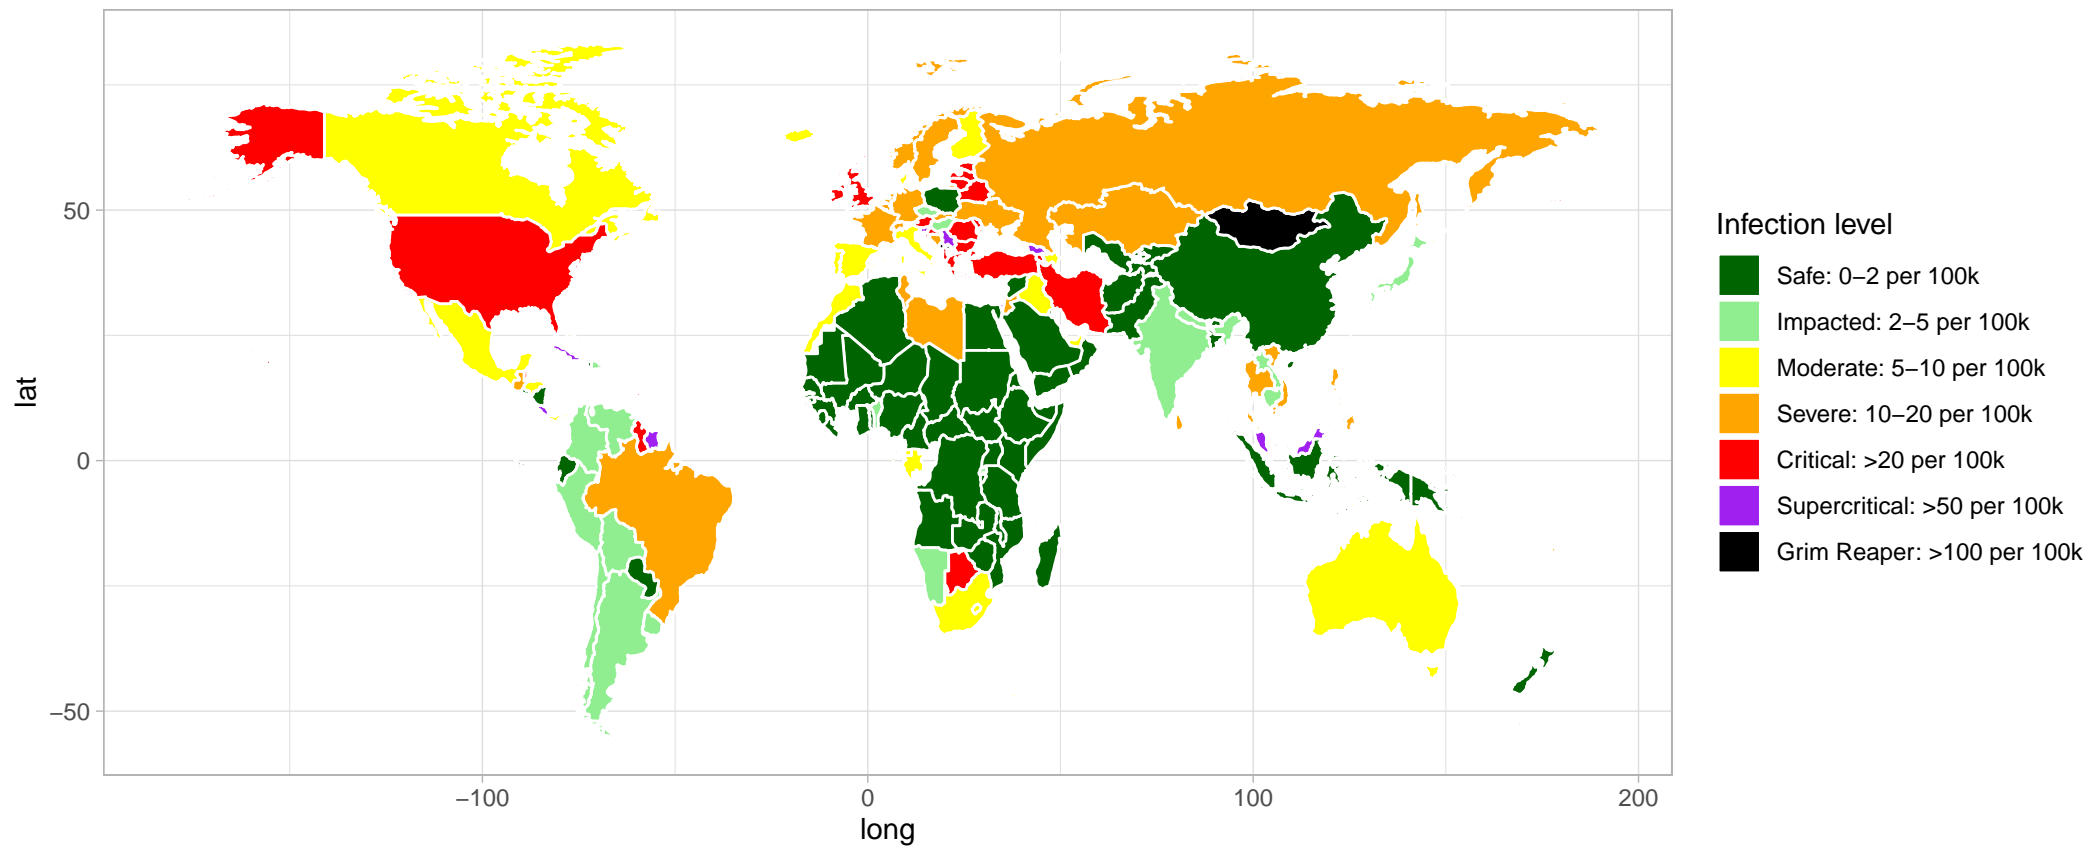 lat
50
0
−50
−100
0
100
200
long
Infection level
Safe: 0−2 per 100k
Impacted: 2−5 per 100k
Moderate: 5−10 per 100k
Severe: 10−20 per 100k
Critical: >20 per 100k
Supercritical: >50 per 100k
Grim Reaper: >100 per 100k